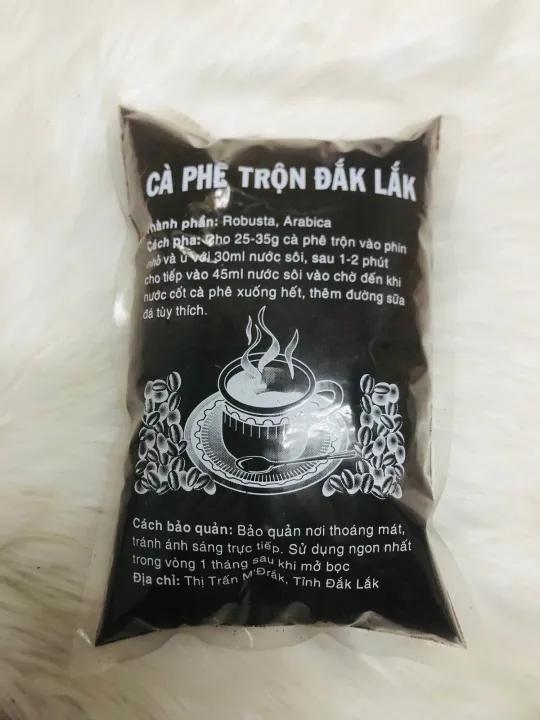 CÀ PHÊ TRỘN ĐẮK LẮK
Thành phần: Robusta, Arabica
Cách pha: Cho 25-35g cà phê trộn vào phin
nhỏ và ủ với 30ml nước sôi, sau 1-2 phút
cho tiếp vào 45ml nước sôi vào chờ đến khi
nước cốt cà phê xuống hết, thêm đường sữa
đá tùy thích.
Cách bảo quản: Bảo quản nơi thoáng mát,
tránh ánh sáng trực tiếp. Sử dụng ngon nhất
trong vòng 1 tháng sau khi mở bọc
Địa chỉ: Thị Trấn M'Đrăk, Tỉnh Đắk Lắk